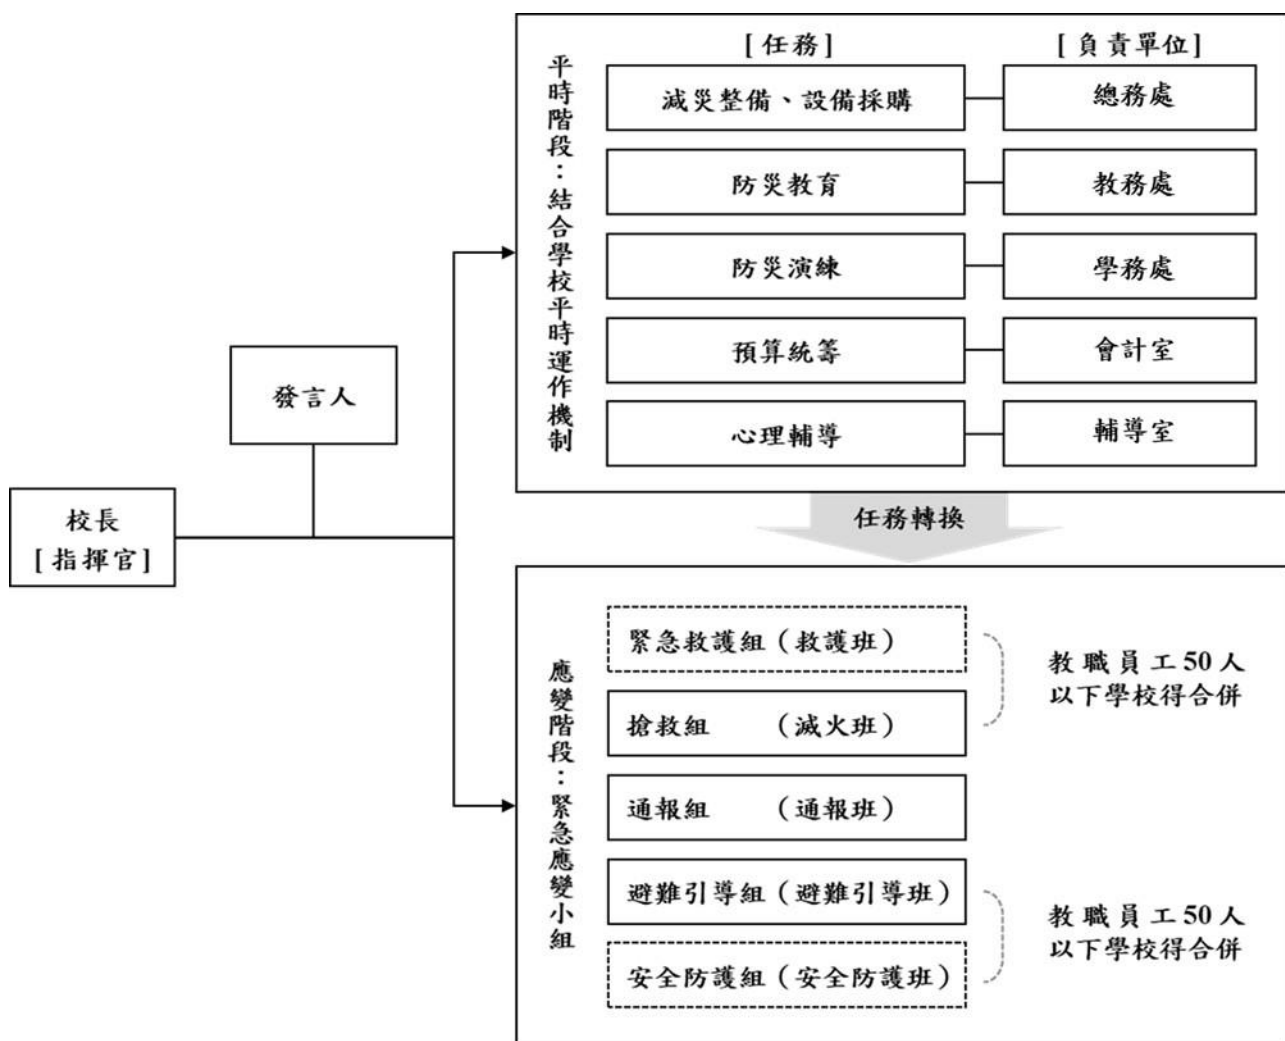 校長
[指揮官]
發言人
平時階段：結合學校平時運作機制
[任務]
[負責單位]
減災整備、設備採購
總務處
防災教育
教務處
防災演練
學務處
預算統籌
會計室
心理輔導
輔導室
任務轉換
應變階段：緊急應變小組
緊急救護組（救護班）
搶救組 （滅火班）
教職員工50人
以下學校得合併
通報組 （通報班）
避難引導組（避難引導班）
安全防護組（安全防護班）
教職員工50人
以下學校得合併